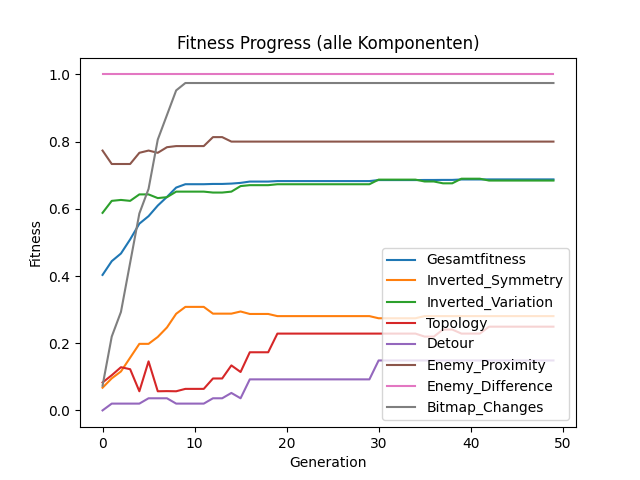 Fitness Progress (alle Komponenten)
1.0
0.8
0.6
0.4
0.2
0.0
Fitness
Gesamtfitness
Inverted_Symmetry
Inverted_Variation
Topology
Detour
Enemy_Proximity
Enemy_Difference
Bitmap_Changes
0
10
20
30
40
50
Generation